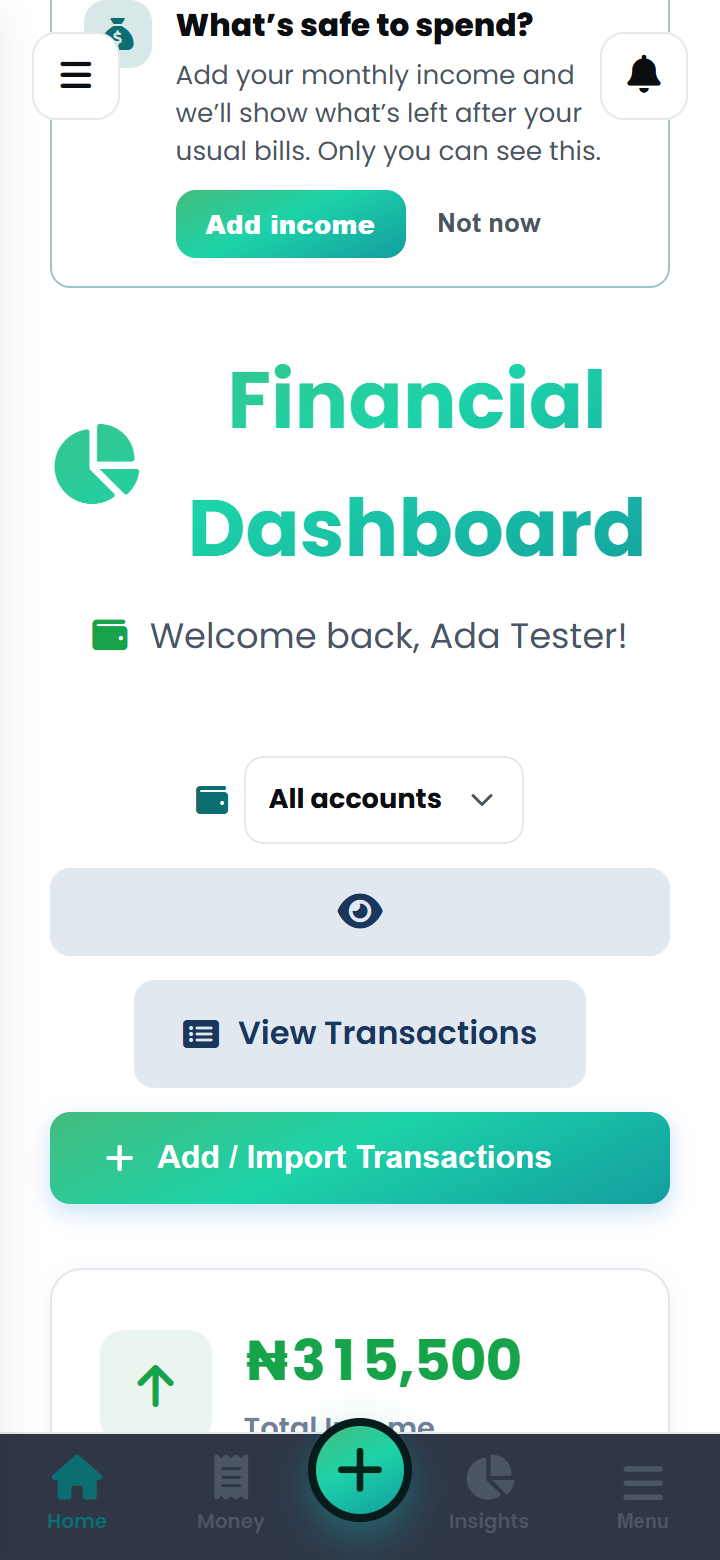 What’s safe to spend?
Add your monthly income and
we’ll show what’s left after your
usual bills. Only you can see this.
Add income
Not now
Financial
Dashboard
Welcome back, Ada Tester!
All accounts
View Transactions
Add / Import Transactions
₦315,500
Total
Home
Money
Insights
Menu